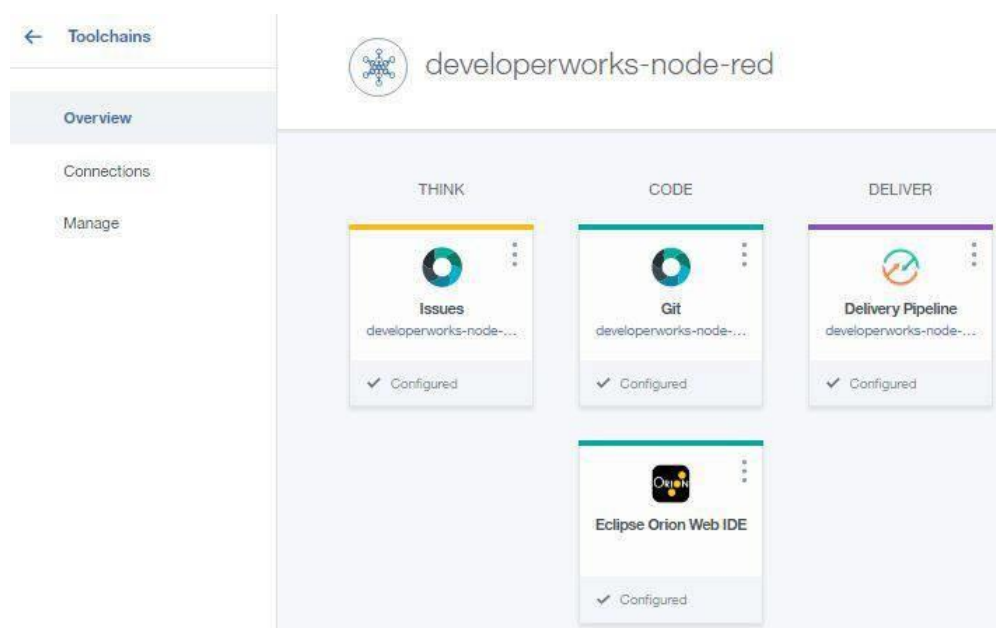 ← Toolchains
Overview
Connections
Manage
developerworks-node-red
THINK
Issues
developerworks-node-...
✓ Configured
CODE
Git
developerworks-node-...
✓ Configured
ORION
Eclipse Orion Web IDE
✓ Configured
DELIVER
Delivery Pipeline
developerworks-node-...
✓ Configured